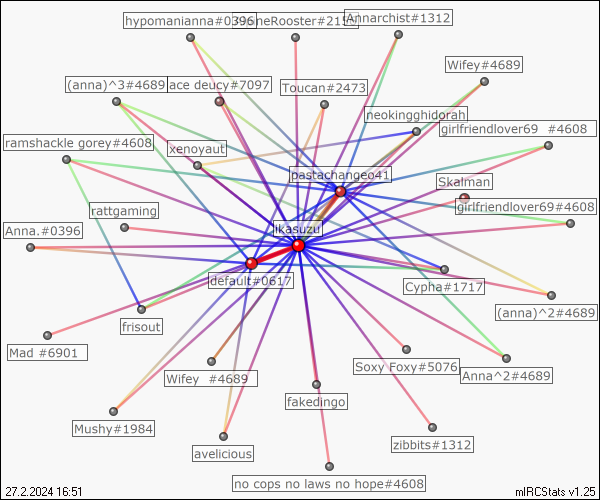 hypomanianna#0396
Annarchist#1312
Wifey#4689
(anna)^3#4689
ace deucy#7097
Toucan#2473
neokingghidorah
girlfriendlover69 #4608
ramshackle gorey#4608
xenoyaut
pastachangeo41
Skalman
girlfriendlover69#4608
rattgaming
Anna.#0396
likasuzu
default#0617
Cypha#1717
(anna)^2#4689
frisout
Mad #6901
Soxy Foxy#5076
Anna^2#4689
Wifey #4689
fakedingo
Mushy#1984
zibbits#1312
avelicious
no cops no laws no hope#4608
27.2.2024 16:51
mIRCStats v1.25